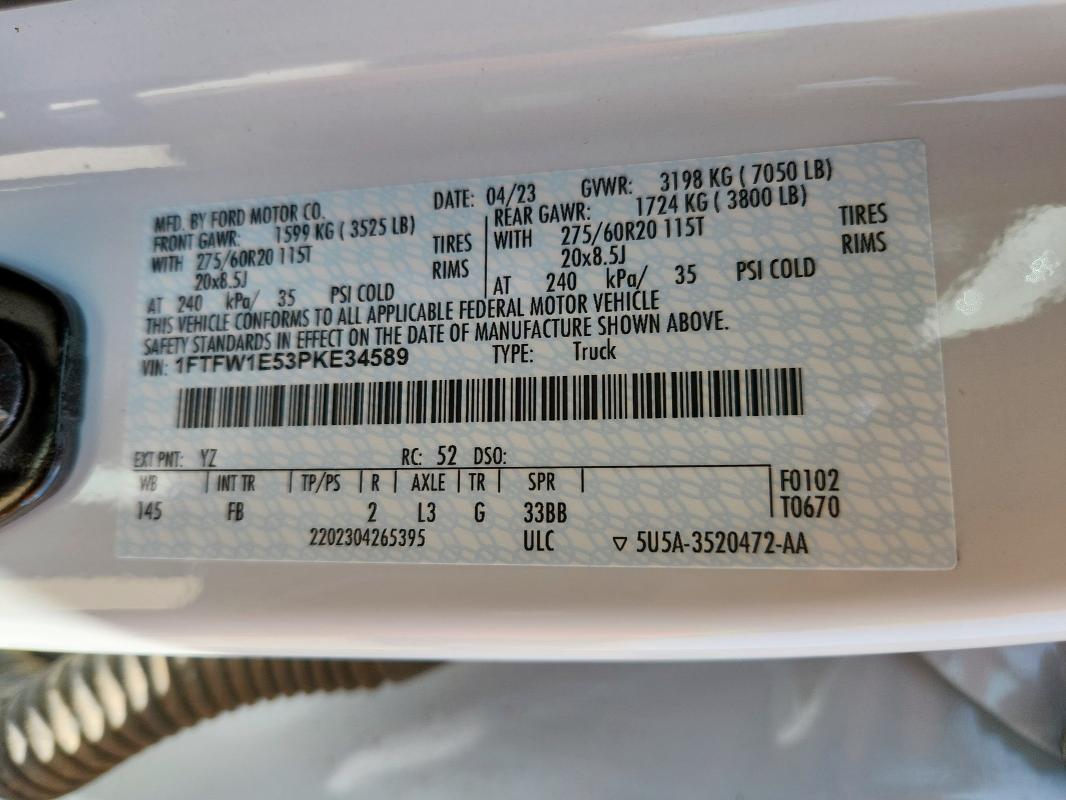 MFD. BY FORD MOTOR CO. DATE: 04/23 GVWR: 3198 KG ( 7050 LB)
FRONT GAWR: 1599 KG ( 3525 LB) REAR GAWR: 1724 KG ( 3800 LB)
WITH 275/60R20 115T TIRES WITH 275/60R20 115T TIRES
20x8.5J RIMS 20x8.5J RIMS
AT 240 kPa/ 35 PSI COLD AT 240 kPa/ 35 PSI COLD
THIS VEHICLE CONFORMS TO ALL APPLICABLE FEDERAL MOTOR VEHICLE
SAFETY STANDARDS IN EFFECT ON THE DATE OF MANUFACTURE SHOWN ABOVE.
VIN: 1FTFW1E53PKE34589 TYPE: Truck
EXT PNT: YZ RC: 52 DSO:
WB INT TR TP/PS R AXLE TR SPR F0102
145 FB 2 L3 G 33BB T0670
2202304265395 ULC ▽ 5U5A-3520472-AA